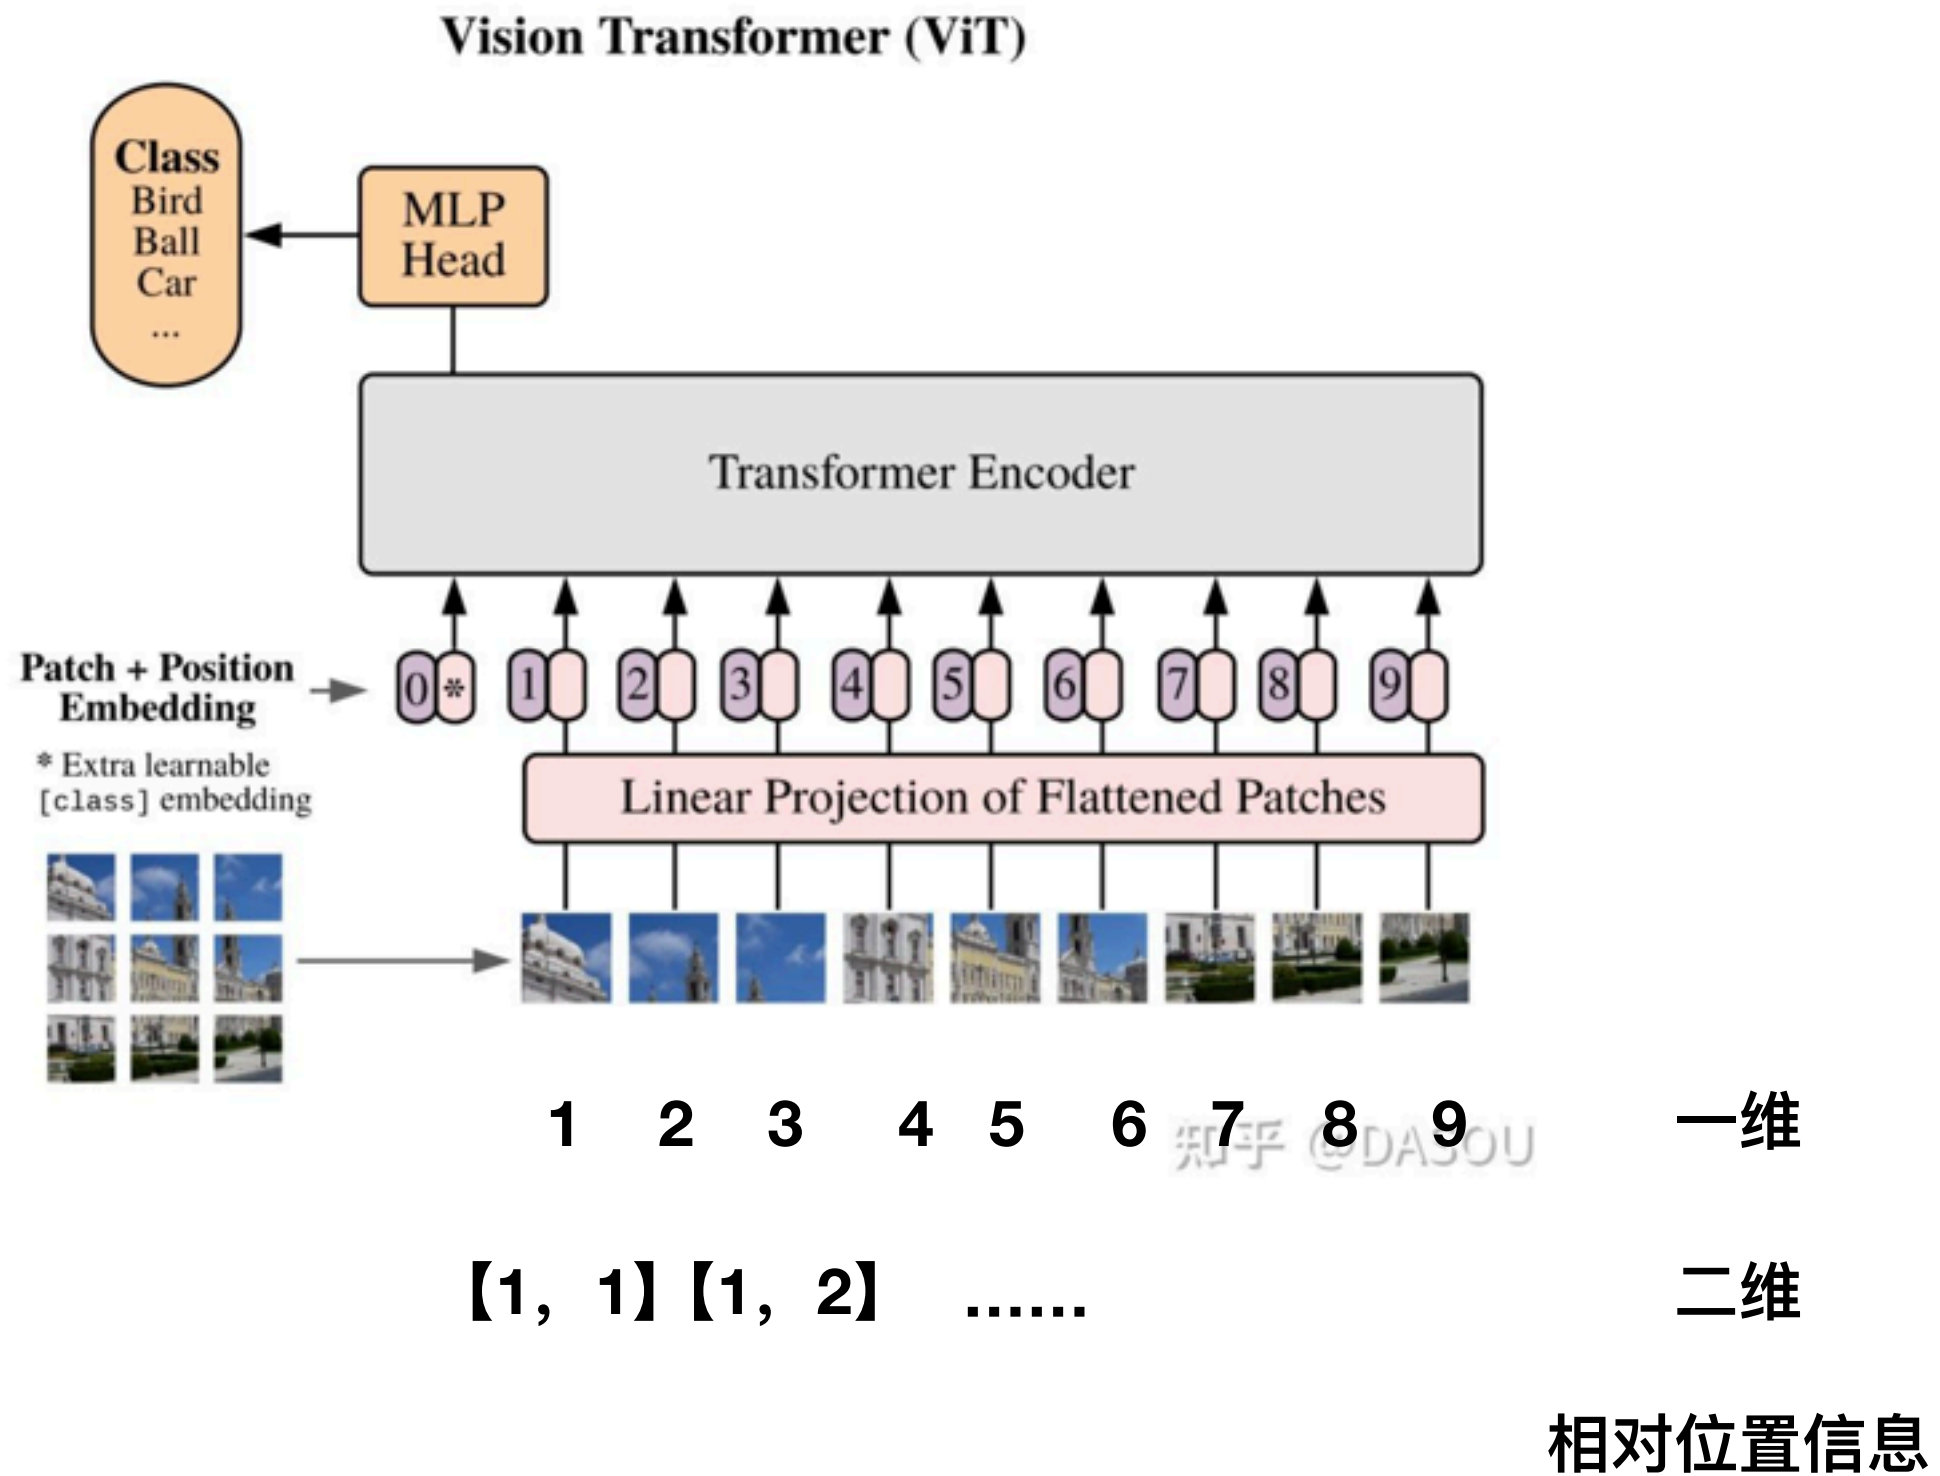 Vision Transformer (ViT)
Class
Bird
Ball
Car
...
MLP
Head
Transformer Encoder
Patch + Position
Embedding
0 * 1 2 3 4 5 6 7 8 9
* Extra learnable
[class] embedding
Linear Projection of Flattened Patches
1 2 3 4 5 6 7 8 9 一维
知乎 @DASOU
【1，1】【1，2】 …… 二维
相对位置信息